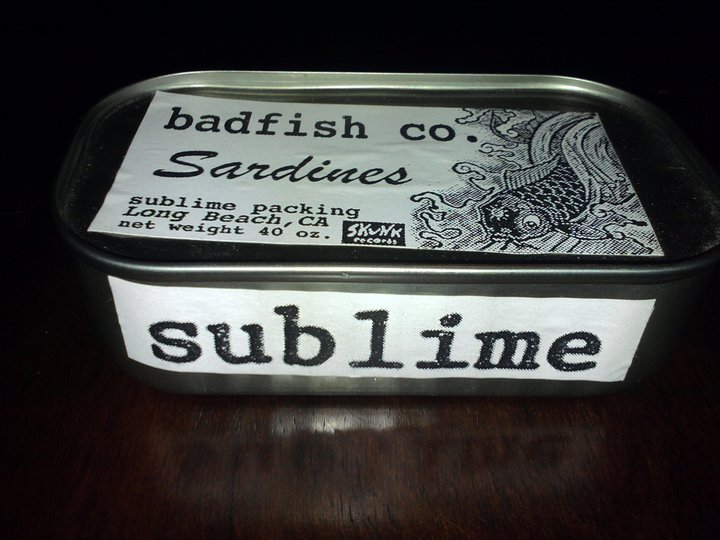 badfish co.
Sardines
sublime packing
Long Beach, CA
net weight 40 oz.
SKUNK
records
sublime